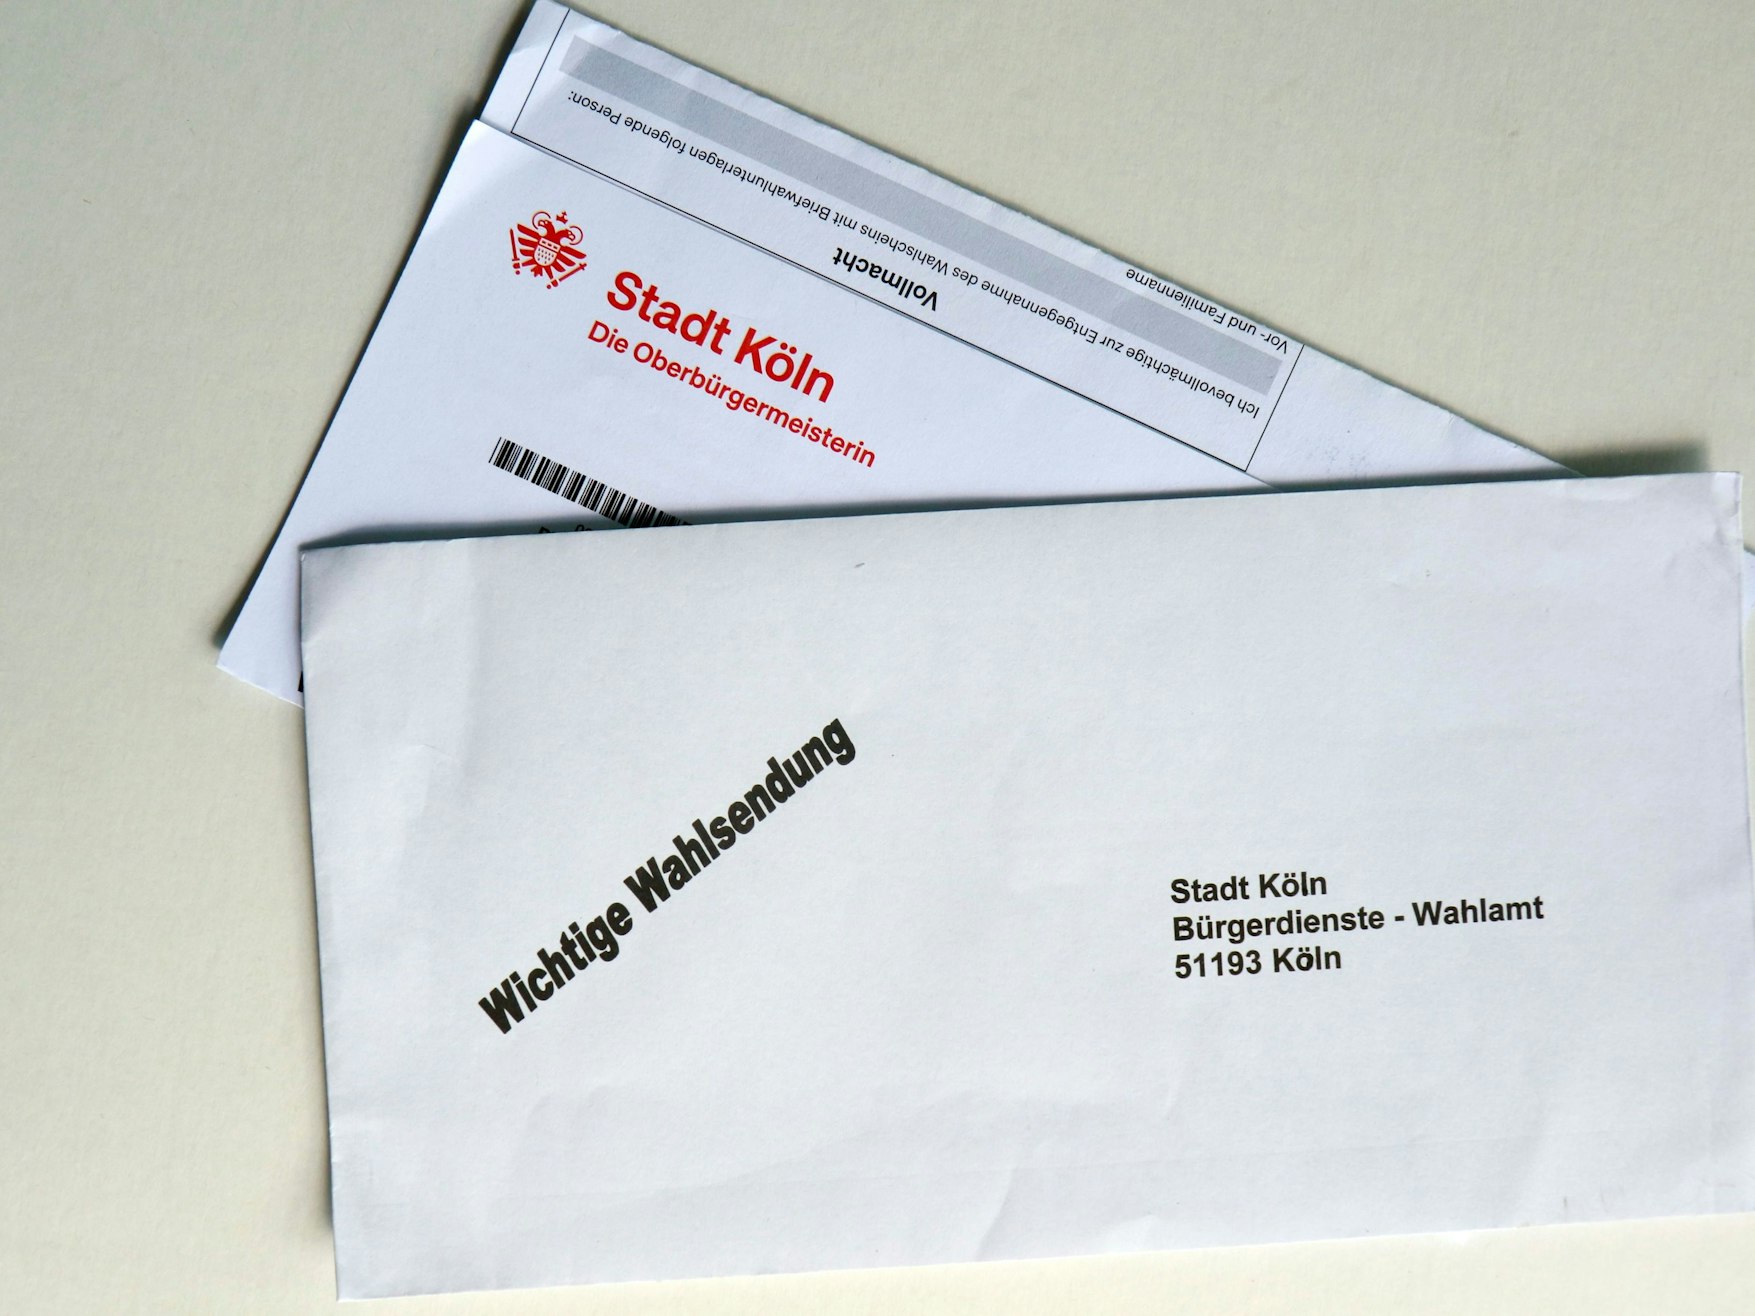 Ich bevollmächtige zur Entgegennahme des Wahlscheins mit Briefwahlunterlagen folgende Person:
Vor- und Familienname
Vollmacht
Stadt Köln
Die Oberbürgermeisterin
Wichtige Wahlsendung
Stadt Köln
Bürgerdienste - Wahlamt
51193 Köln